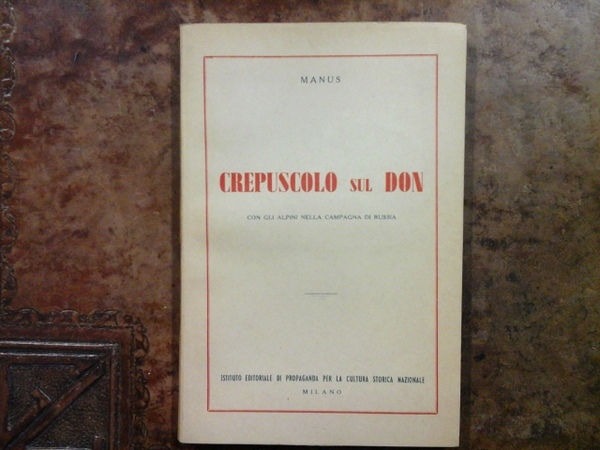 MANUS
CREPUSCOLO SUL DON
CON GLI ALPINI NELLA CAMPAGNA DI RUSSIA
ISTITUTO EDITORIALE DI PROPAGANDA PER LA CULTURA STORICA NAZIONALE
MILANO